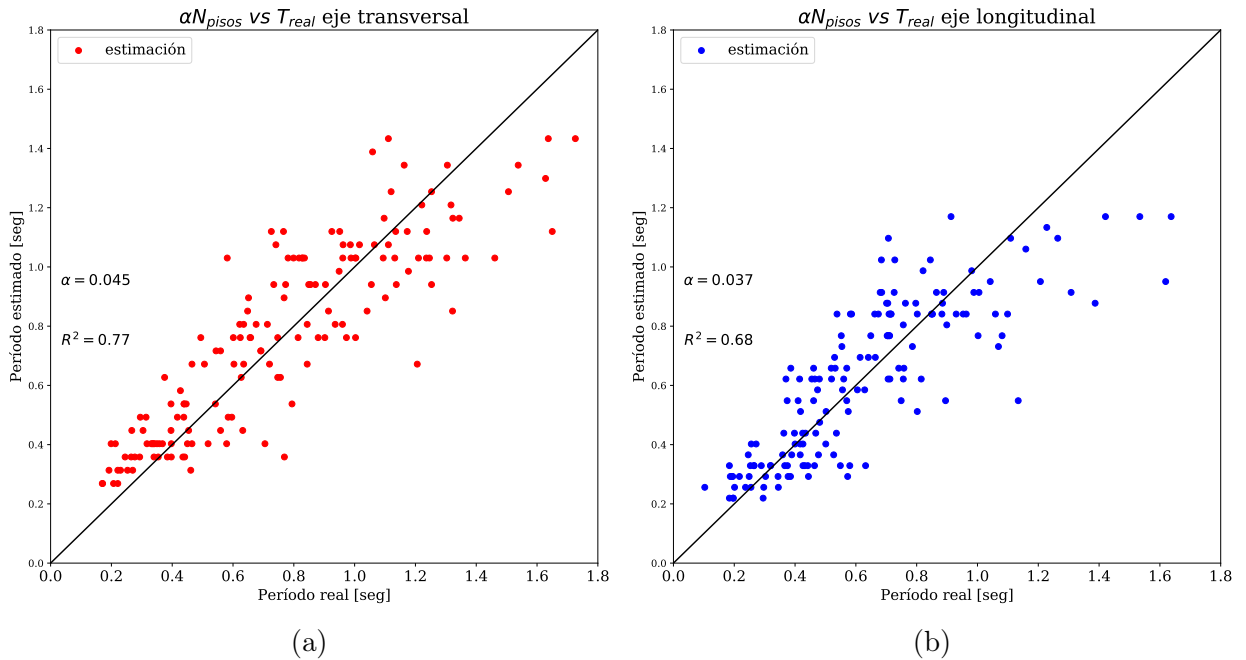 αN_pisos vs T_real eje transversal
estimación
α = 0.045
R² = 0.77
Período estimado [seg]
1.8
1.6
1.4
1.2
1.0
0.8
0.6
0.4
0.2
0.0
0.0 0.2 0.4 0.6 0.8 1.0 1.2 1.4 1.6 1.8
Período real [seg]
(a)
αN_pisos vs T_real eje longitudinal
estimación
α = 0.037
R² = 0.68
Período estimado [seg]
1.8
1.6
1.4
1.2
1.0
0.8
0.6
0.4
0.2
0.0
0.0 0.2 0.4 0.6 0.8 1.0 1.2 1.4 1.6 1.8
Período real [seg]
(b)